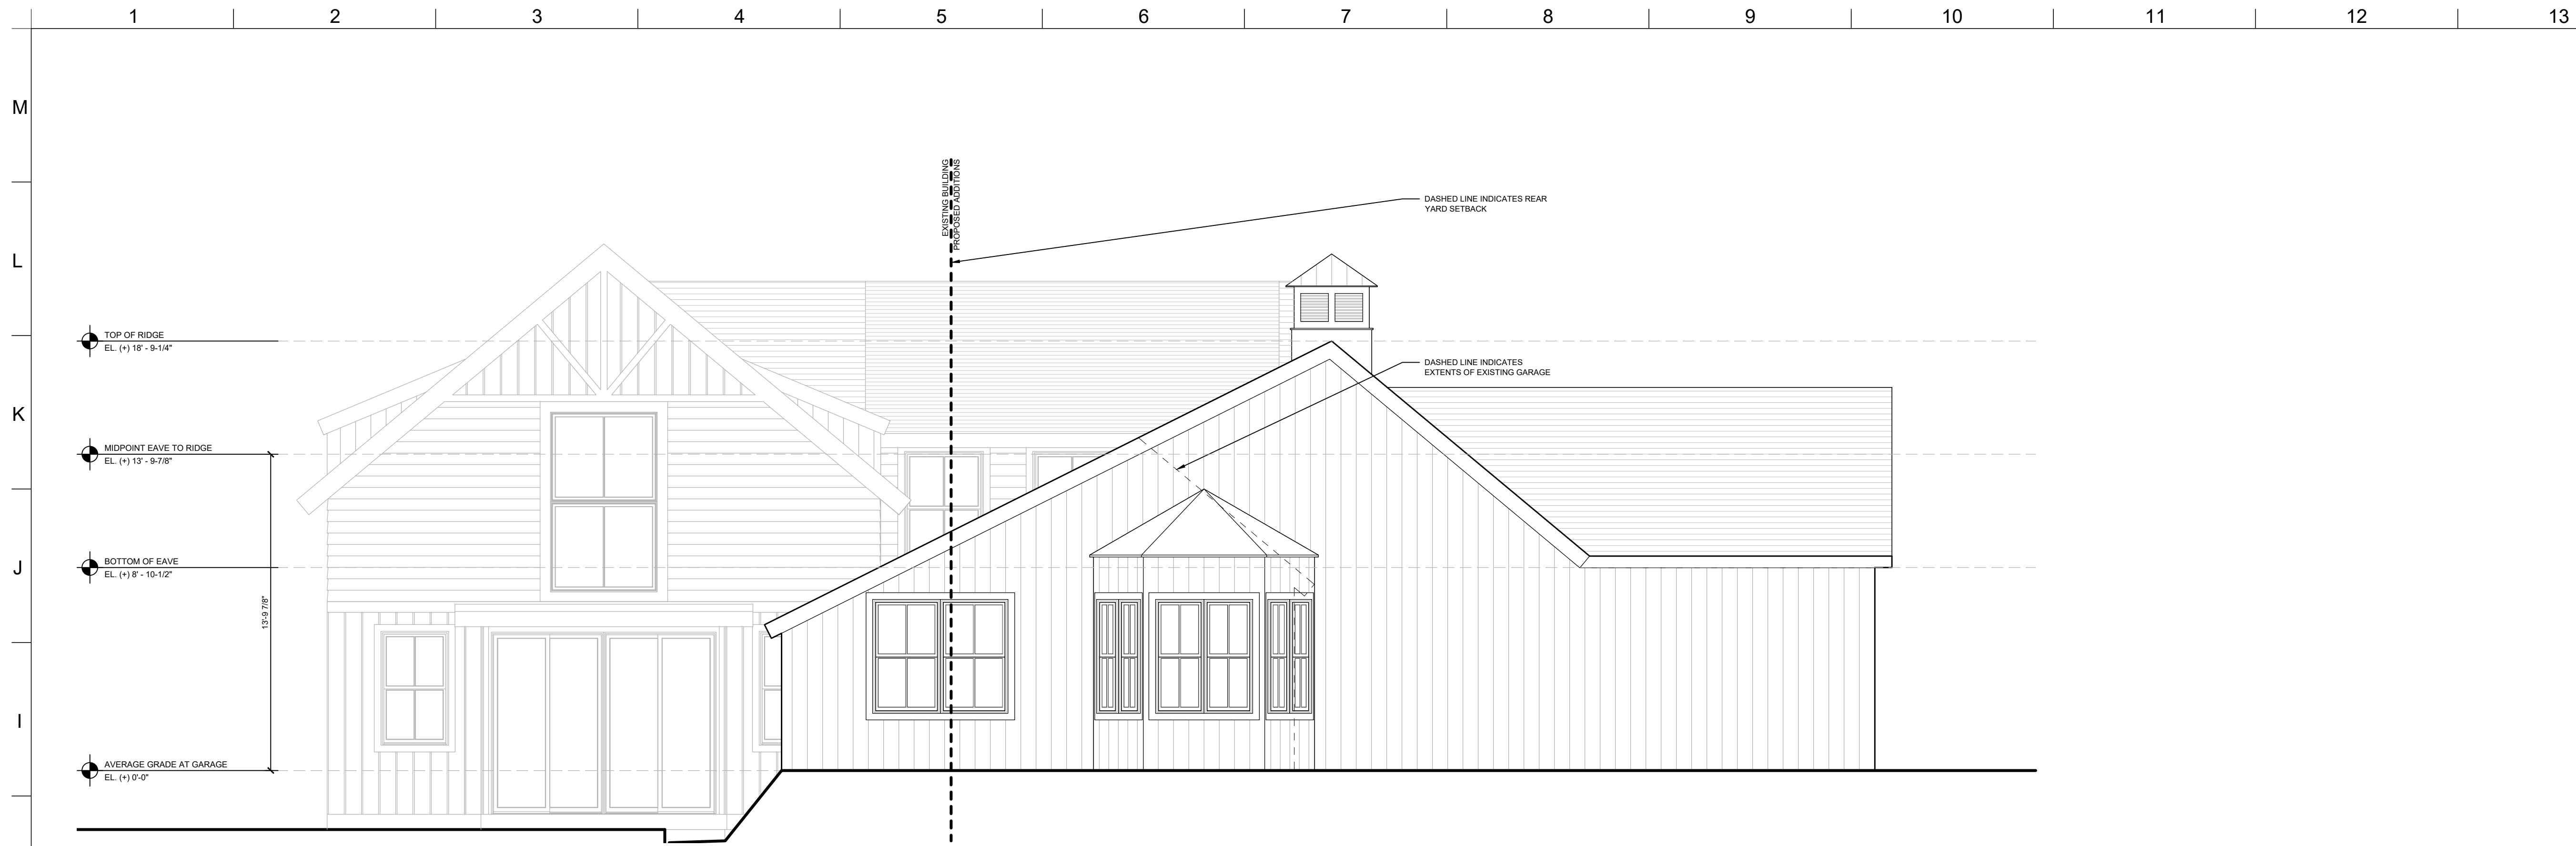 1 2 3 4 5 6 7 8 9 10 11 12 13
M
EXISTING BUILDING
PROPOSED ADDITIONS
DASHED LINE INDICATES REAR
YARD SETBACK
L
TOP OF RIDGE
EL. (+) 18' - 9-1/4"
DASHED LINE INDICATES
EXTENTS OF EXISTING GARAGE
K
MIDPOINT EAVE TO RIDGE
EL. (+) 13' - 9-7/8"
BOTTOM OF EAVE
EL. (+) 8' - 10-1/2"
J
13'-9 7/8"
I
AVERAGE GRADE AT GARAGE
EL. (+) 0'-0"